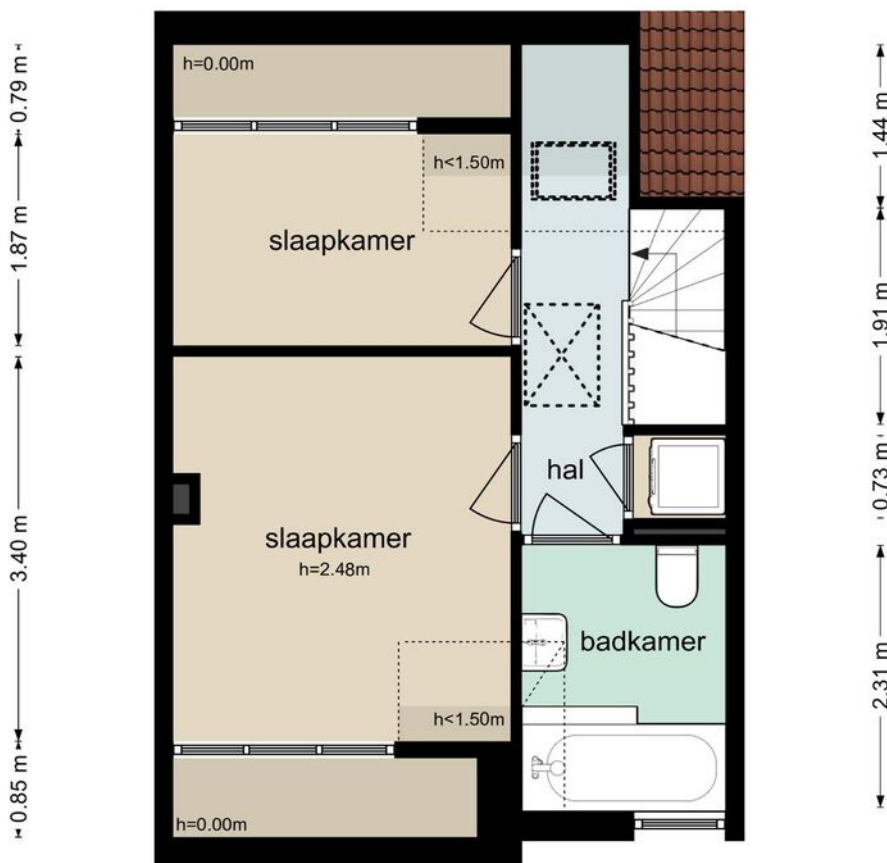 h=0.00m
0.79 m
1.44 m
h<1.50m
slaapkamer
1.87 m
1.91 m
hal
0.73 m
slaapkamer
h=2.48m
3.40 m
badkamer
2.31 m
h<1.50m
0.85 m
h=0.00m